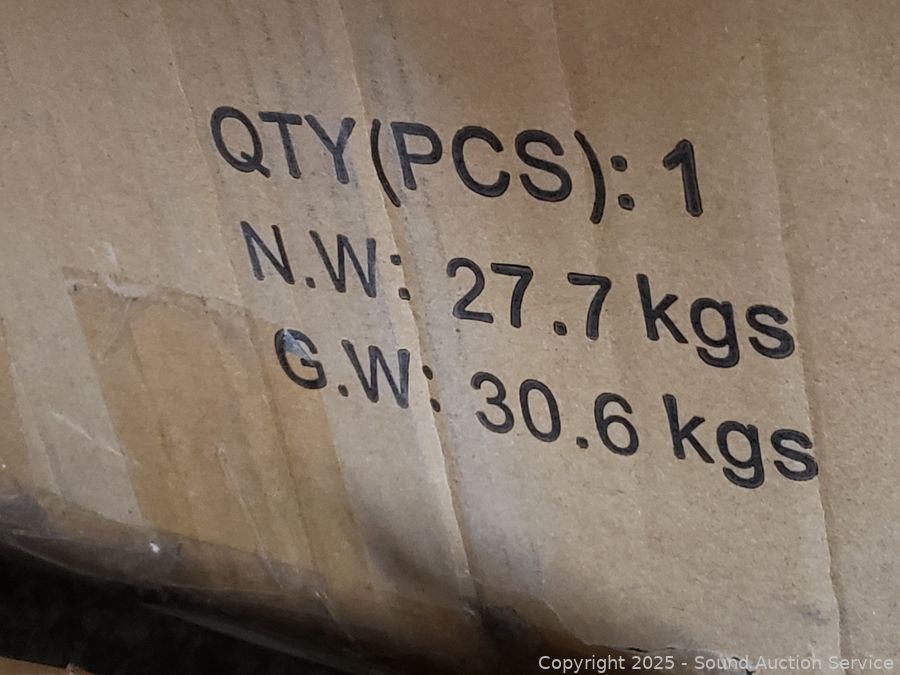 QTY(PCS): 1
N.W: 27.7 kgs
G.W: 30.6 kgs
Copyright 2025 - Sound Auction Service